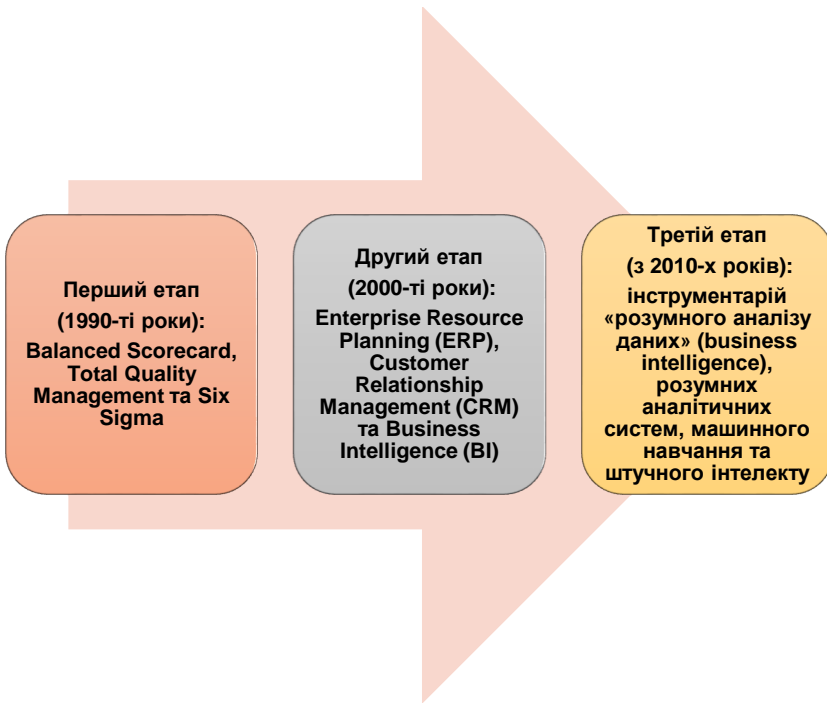 Перший етап
(1990-ті роки):
Balanced Scorecard,
Total Quality
Management та Six
Sigma
Другий етап
(2000-ті роки):
Enterprise Resource
Planning (ERP),
Customer
Relationship
Management (CRM)
та Business
Intelligence (BI)
Третій етап
(з 2010-х років):
інструментарій
«розумного аналізу
даних» (business
intelligence),
розумних
аналітичних
систем, машинного
навчання та
штучного інтелекту